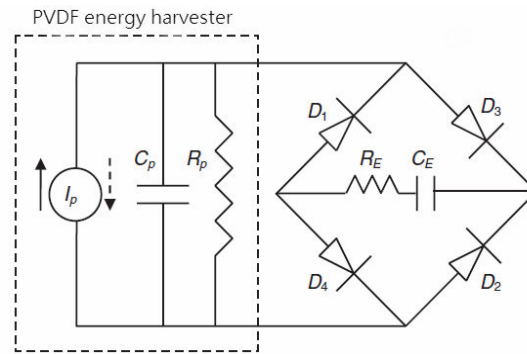 PVDF energy harvester
D1
D3
Cp
Rp
RE
CE
Ip
D4
D2